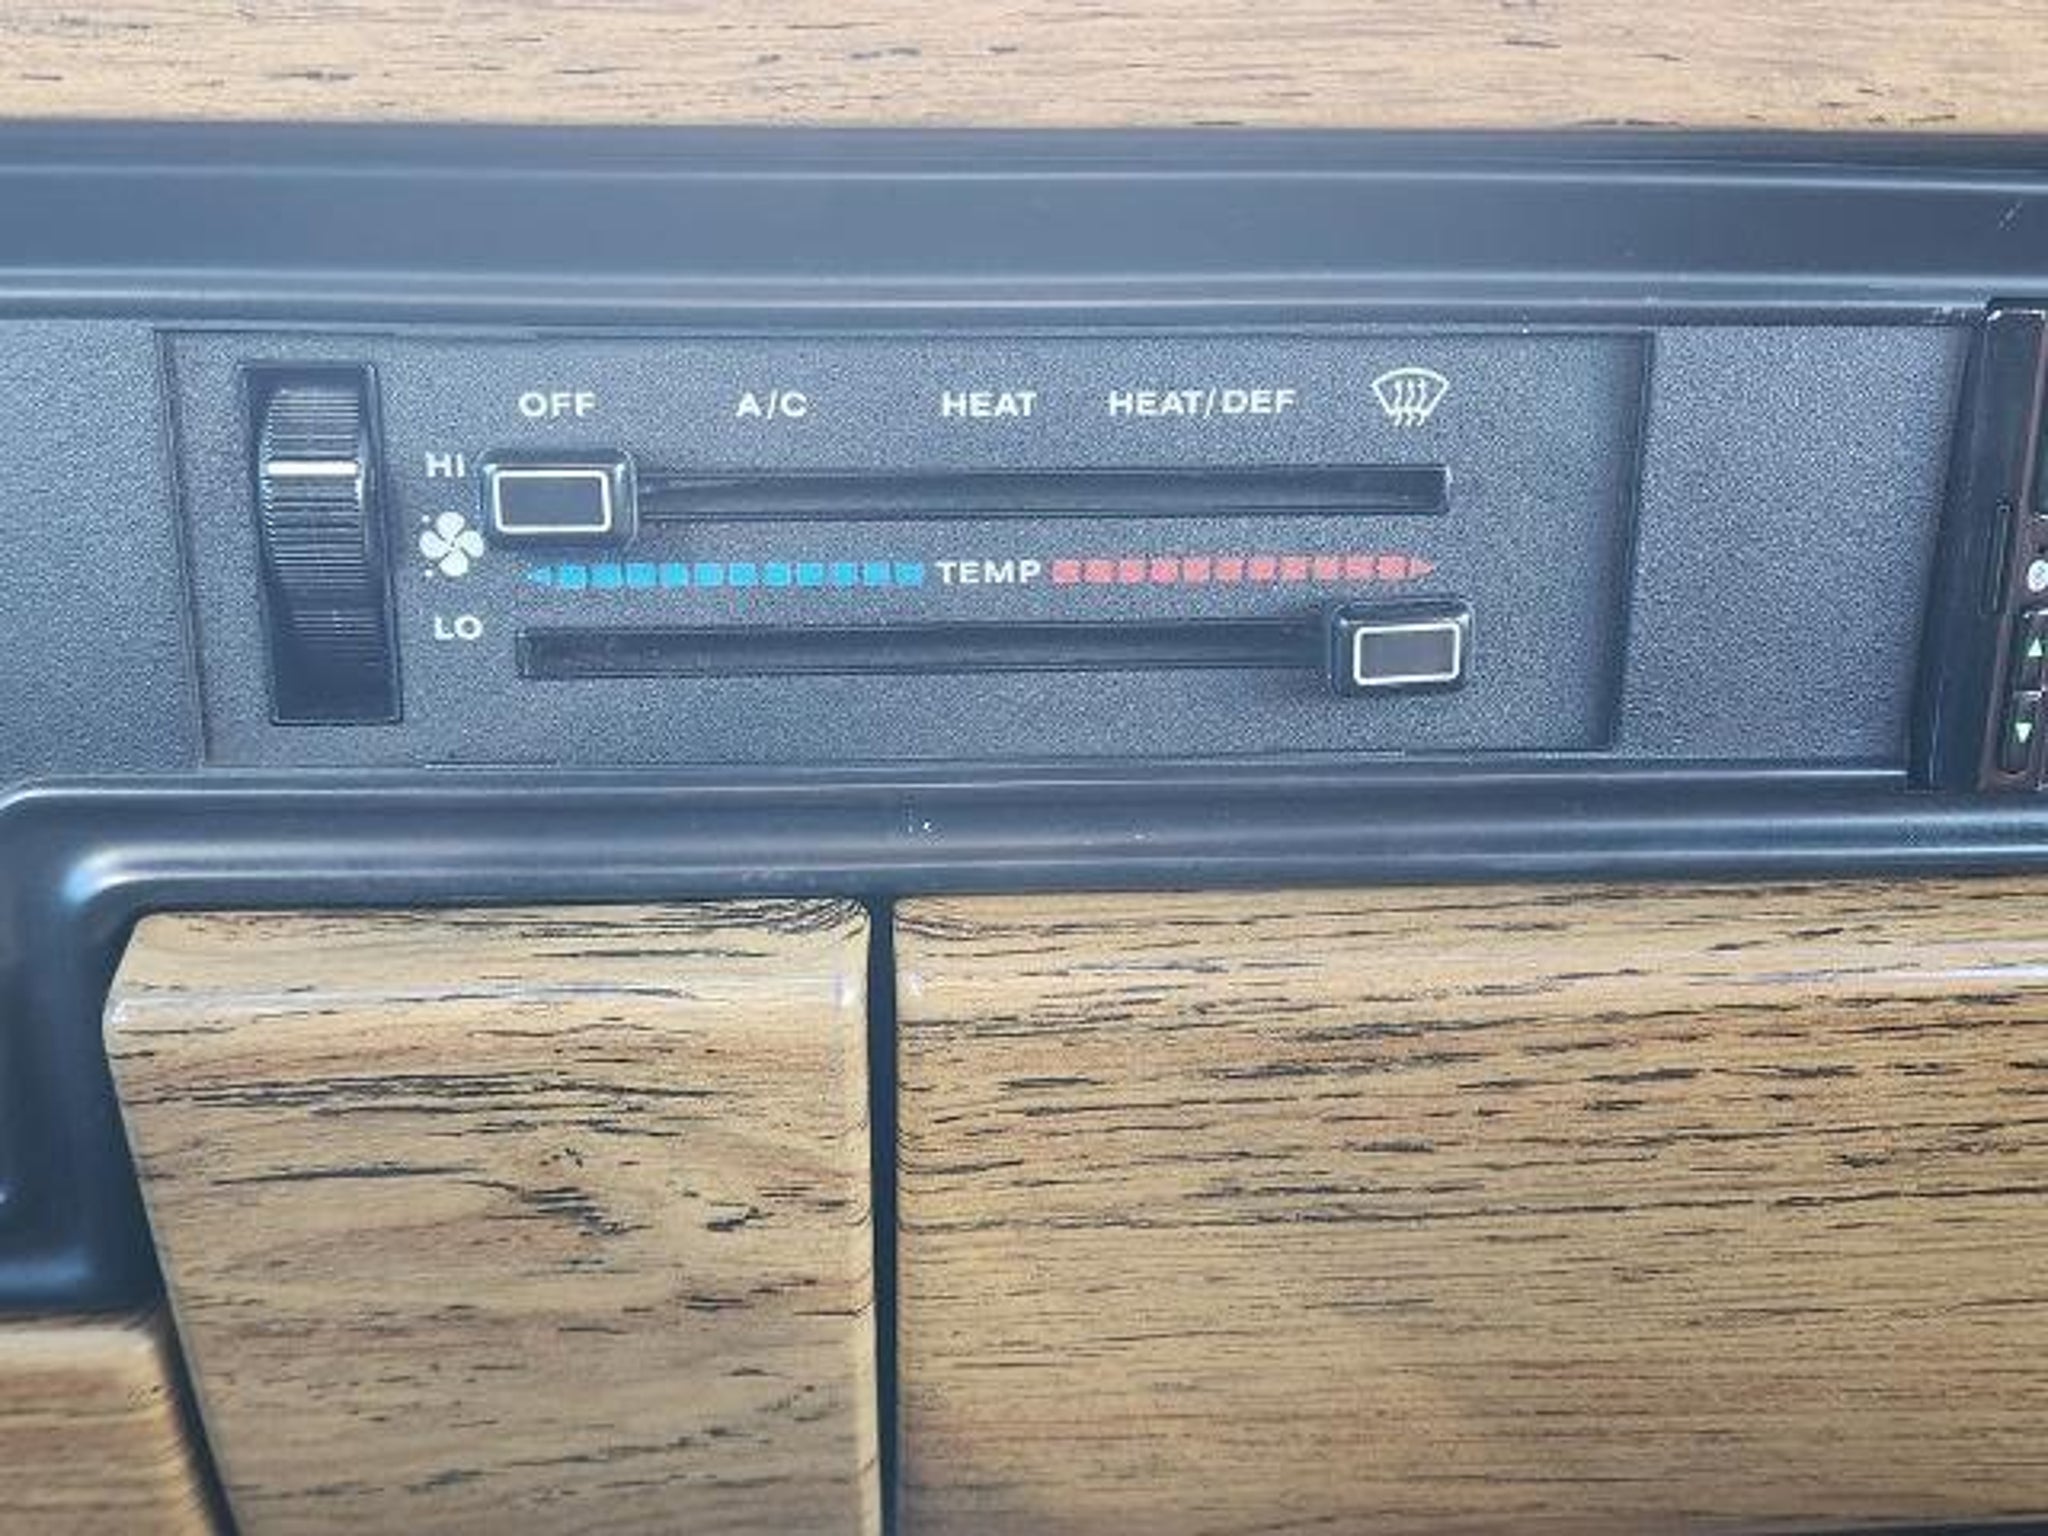 OFF A/C HEAT HEAT/DEF
HI
TEMP
LO